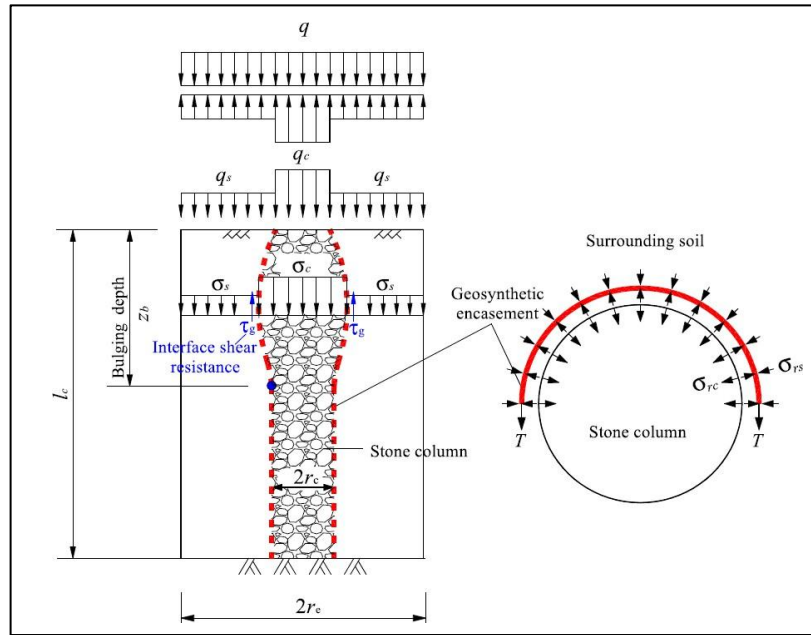 q
q_c
q_s q_s
σ_s σ_c σ_s
τ_g τ_g
Interface shear
resistance
Bulging depth
z_b
l_c
Stone column
2r_c
2r_e
Surrounding soil
Geosynthetic
encasement
σ_rc σ_rs
T T
Stone column